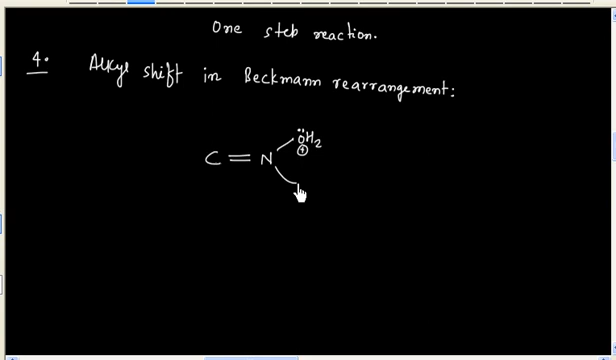 One steb reaction.
4. Alkyl shift in Beckmann rearrangement:
C = N
ÖH2
+